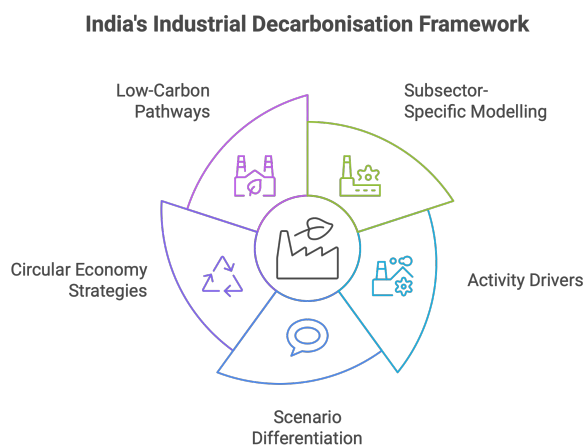 India's Industrial Decarbonisation Framework
Low-Carbon
Pathways
Subsector-
Specific Modelling
Circular Economy
Strategies
Activity Drivers
Scenario
Differentiation